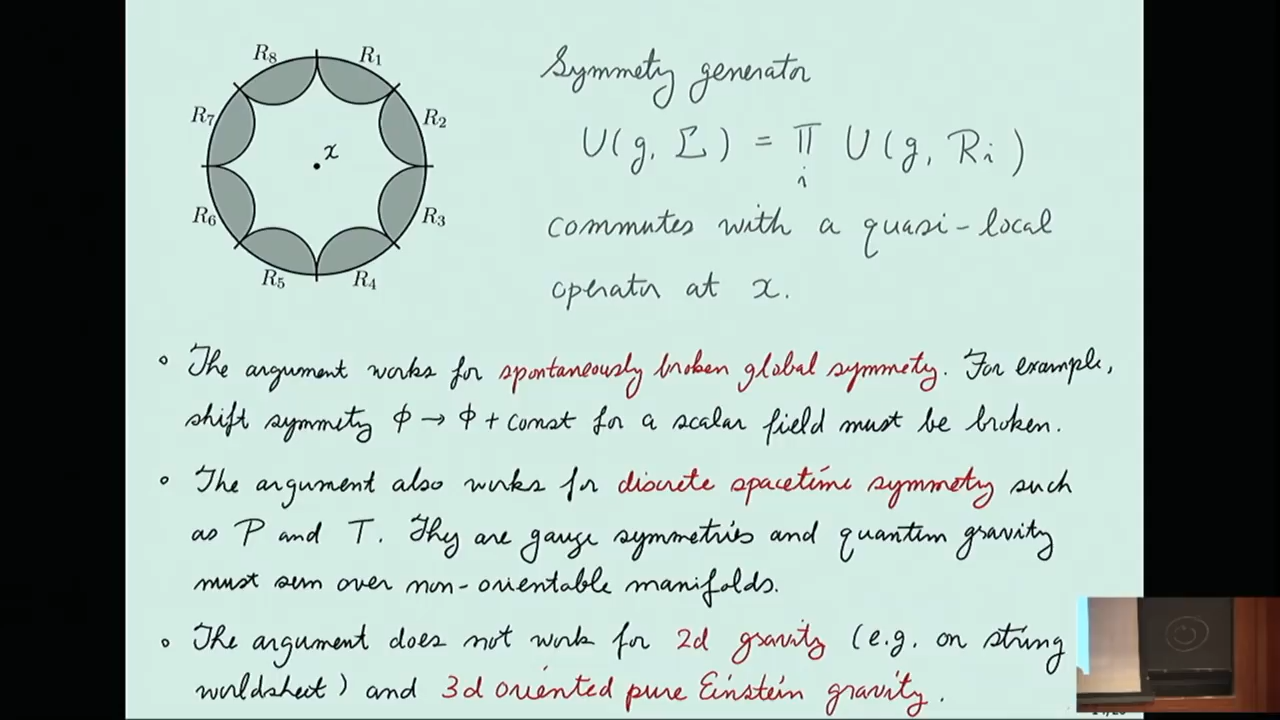 R8
R1
R7
R2
x
R6
R3
R5
R4
Symmety generator
U(g, Σ) = Π U(g, Ri)
i
commutes with a quasi-local
operator at x.
◦ The argument works for spontaneously broken global symmetry. For example,
shift symmetry ϕ → ϕ + const for a scalar field must be broken.
◦ The argument also works for discrete spacetime symmetry such
as P and T. They are gauge symmetries and quantum gravity
must sum over non-orientable manifolds.
◦ The argument does not work for 2d gravity (e.g. on string
worldsheet) and 3d oriented pure Einstein gravity.